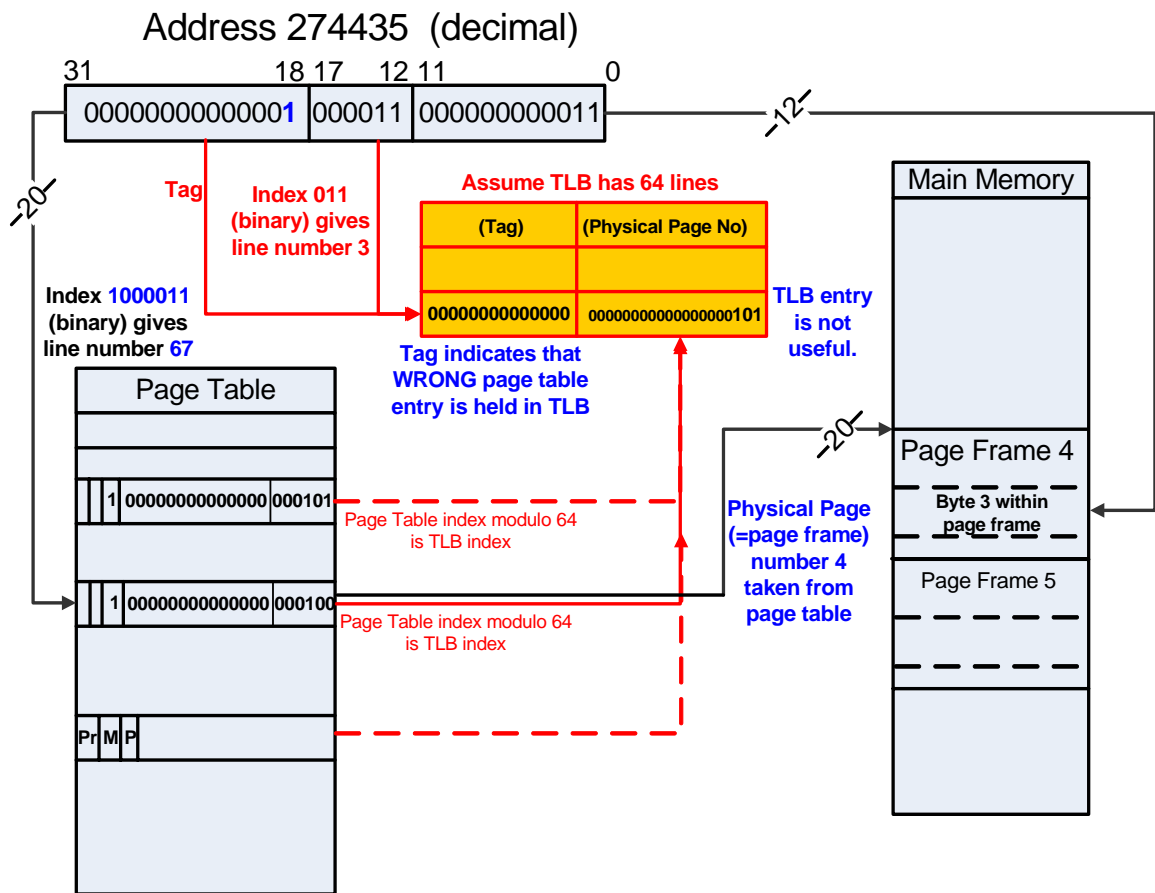 Address 274435 (decimal)
31 18 17 12 11 0
00000000000001 000011 000000000011
-12-
-20-
Tag
Index 011
(binary) gives
line number 3
Assume TLB has 64 lines
(Tag) (Physical Page No)
00000000000000 00000000000000000101
TLB entry
is not
useful.
Tag indicates that
WRONG page table
entry is held in TLB
Index 1000011
(binary) gives
line number 67
Page Table
1 00000000000000 000101
Page Table index modulo 64
is TLB index
1 00000000000000 000100
Page Table index modulo 64
is TLB index
Pr M P
-20-
Physical Page
(=page frame)
number 4
taken from
page table
Main Memory
Page Frame 4
Byte 3 within
page frame
Page Frame 5